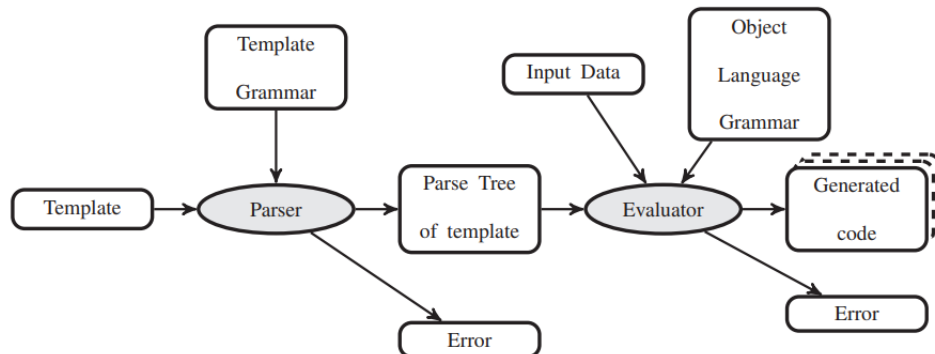 Template
Grammar
Input Data
Object
Language
Grammar
Template
Parser
Parse Tree
of template
Evaluator
Generated
code
Error
Error